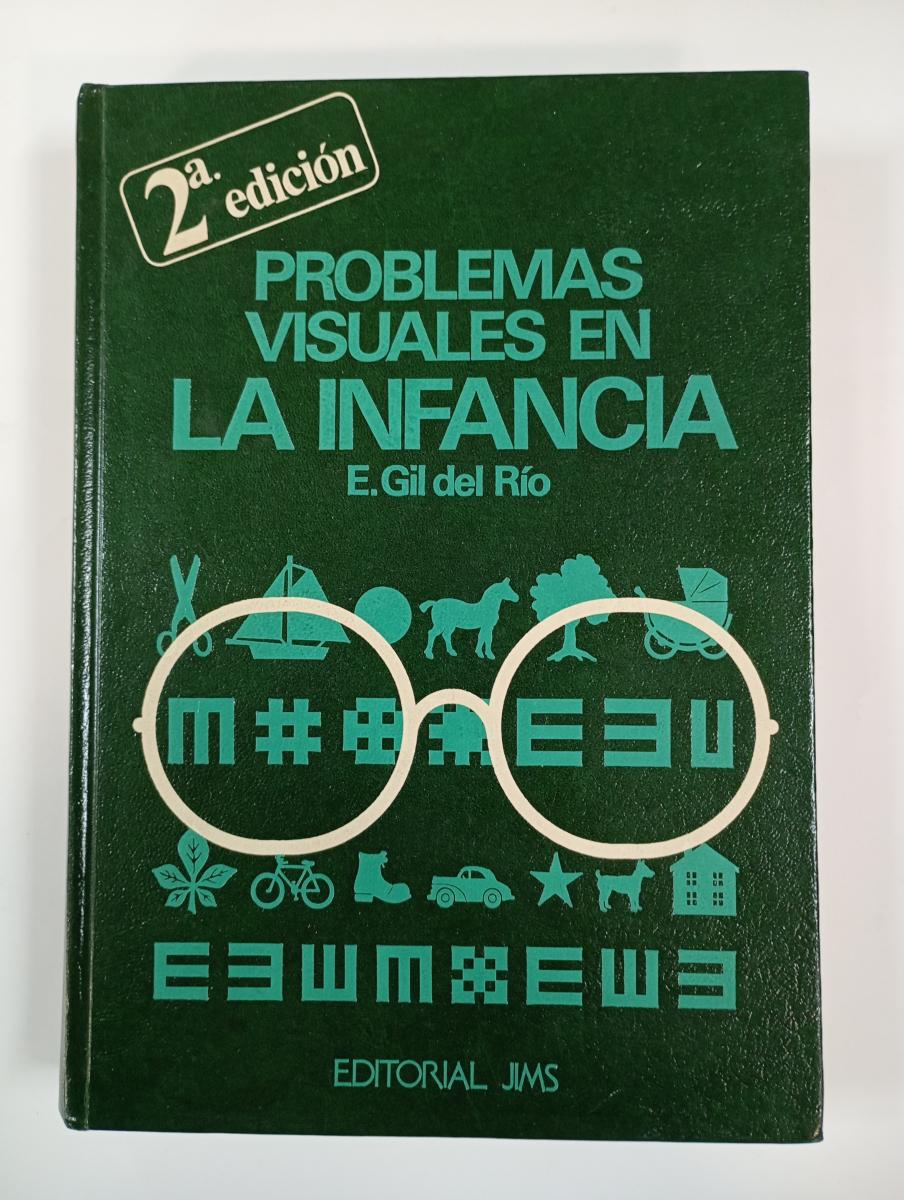 2a. edición
PROBLEMAS
VISUALES EN
LA INFANCIA
E. Gil del Río
EDITORIAL JIMS